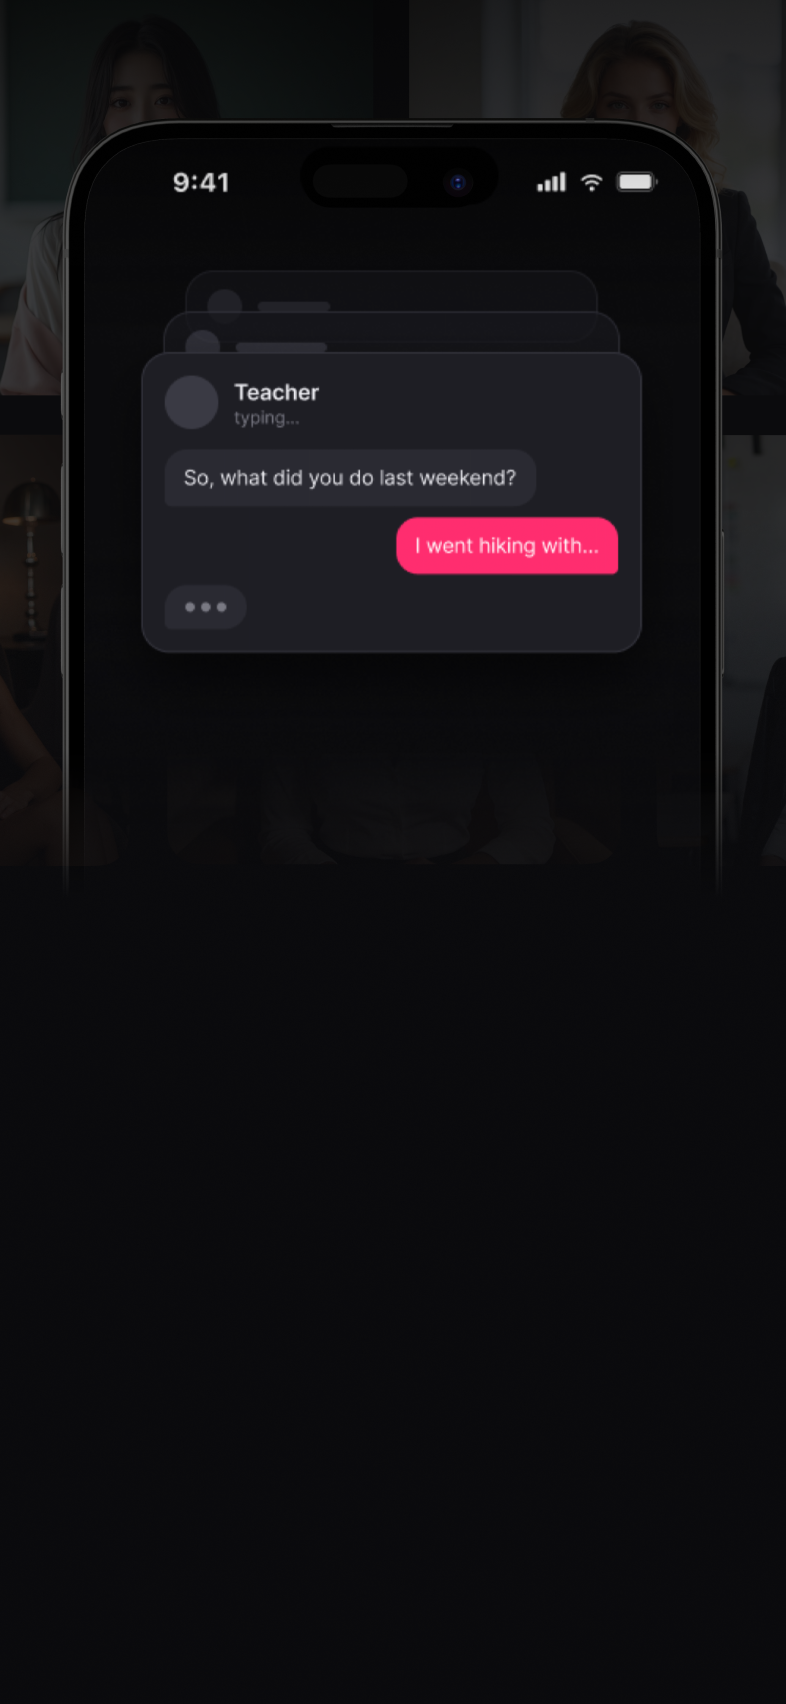 9:41
Teacher
typing...
So, what did you do last weekend?
I went hiking with...